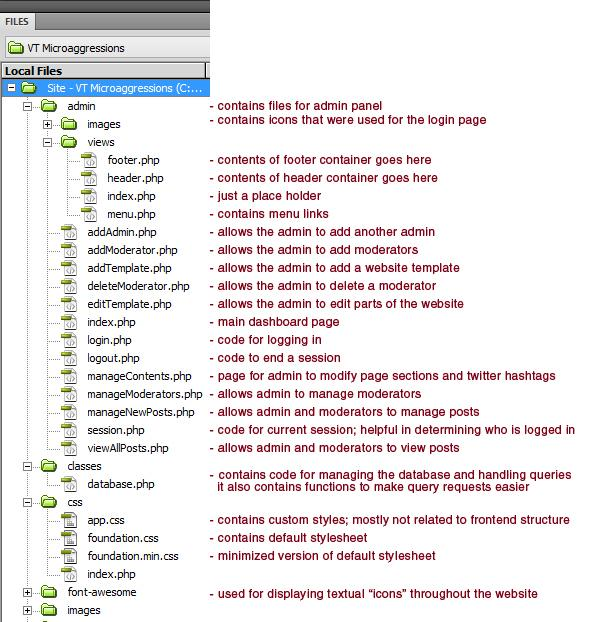 FILES
VT Microaggressions
Local Files
Site - VT Microaggressions (C:...
admin - contains files for admin panel
images - contains icons that were used for the login page
views
footer.php - contents of footer container goes here
header.php - contents of header container goes here
index.php - just a place holder
menu.php - contains menu links
addAdmin.php - allows the admin to add another admin
addModerator.php - allows the admin to add moderators
addTemplate.php - allows the admin to add a website template
deleteModerator.php - allows the admin to delete a moderator
editTemplate.php - allows the admin to edit parts of the website
index.php - main dashboard page
login.php - code for logging in
logout.php - code to end a session
manageContents.php - page for admin to modify page sections and twitter hashtags
manageModerators.php - allows admin to manage moderators
manageNewPosts.php - allows admin and moderators to manage posts
session.php - code for current session; helpful in determining who is logged in
viewAllPosts.php - allows admin and moderators to view posts
classes
database.php - contains code for managing the database and handling queries
it also contains functions to make query requests easier
css
app.css - contains custom styles; mostly not related to frontend structure
foundation.css - contains default stylesheet
foundation.min.css - minimized version of default stylesheet
index.php
font-awesome - used for displaying textual “icons” throughout the website
images